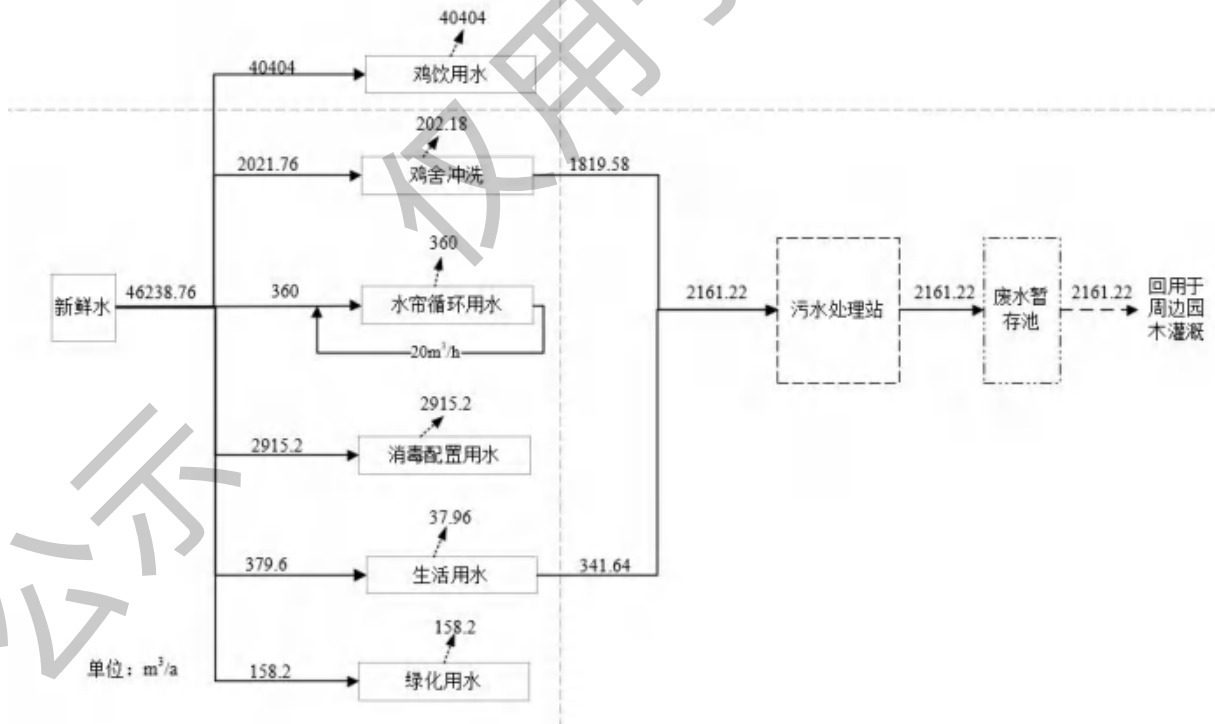 40404
40404
鸡饮用水
202.18
2021.76
鸡舍冲洗
1819.58
360
新鲜水
46238.76
360
水帘循环用水
20m³/h
2161.22
污水处理站
2161.22
废水暂
存池
2161.22
回用于
周边园
木灌溉
2915.2
2915.2
消毒配置用水
37.96
379.6
生活用水
341.64
158.2
158.2
绿化用水
单位：m³/a
仅用
公示